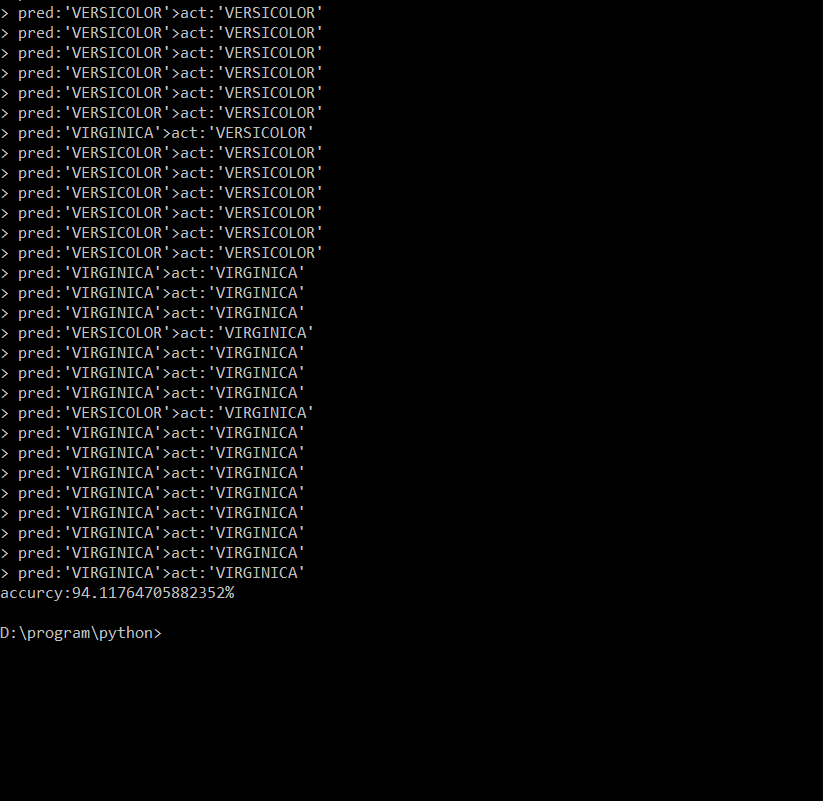 > pred:'VERSICOLOR'>act:'VERSICOLOR'
> pred:'VERSICOLOR'>act:'VERSICOLOR'
> pred:'VERSICOLOR'>act:'VERSICOLOR'
> pred:'VERSICOLOR'>act:'VERSICOLOR'
> pred:'VERSICOLOR'>act:'VERSICOLOR'
> pred:'VERSICOLOR'>act:'VERSICOLOR'
> pred:'VIRGINICA'>act:'VERSICOLOR'
> pred:'VERSICOLOR'>act:'VERSICOLOR'
> pred:'VERSICOLOR'>act:'VERSICOLOR'
> pred:'VERSICOLOR'>act:'VERSICOLOR'
> pred:'VERSICOLOR'>act:'VERSICOLOR'
> pred:'VERSICOLOR'>act:'VERSICOLOR'
> pred:'VERSICOLOR'>act:'VERSICOLOR'
> pred:'VIRGINICA'>act:'VIRGINICA'
> pred:'VIRGINICA'>act:'VIRGINICA'
> pred:'VIRGINICA'>act:'VIRGINICA'
> pred:'VERSICOLOR'>act:'VIRGINICA'
> pred:'VIRGINICA'>act:'VIRGINICA'
> pred:'VIRGINICA'>act:'VIRGINICA'
> pred:'VIRGINICA'>act:'VIRGINICA'
> pred:'VERSICOLOR'>act:'VIRGINICA'
> pred:'VIRGINICA'>act:'VIRGINICA'
> pred:'VIRGINICA'>act:'VIRGINICA'
> pred:'VIRGINICA'>act:'VIRGINICA'
> pred:'VIRGINICA'>act:'VIRGINICA'
> pred:'VIRGINICA'>act:'VIRGINICA'
> pred:'VIRGINICA'>act:'VIRGINICA'
> pred:'VIRGINICA'>act:'VIRGINICA'
> pred:'VIRGINICA'>act:'VIRGINICA'
accurcy:94.11764705882352%
D:\program\python>